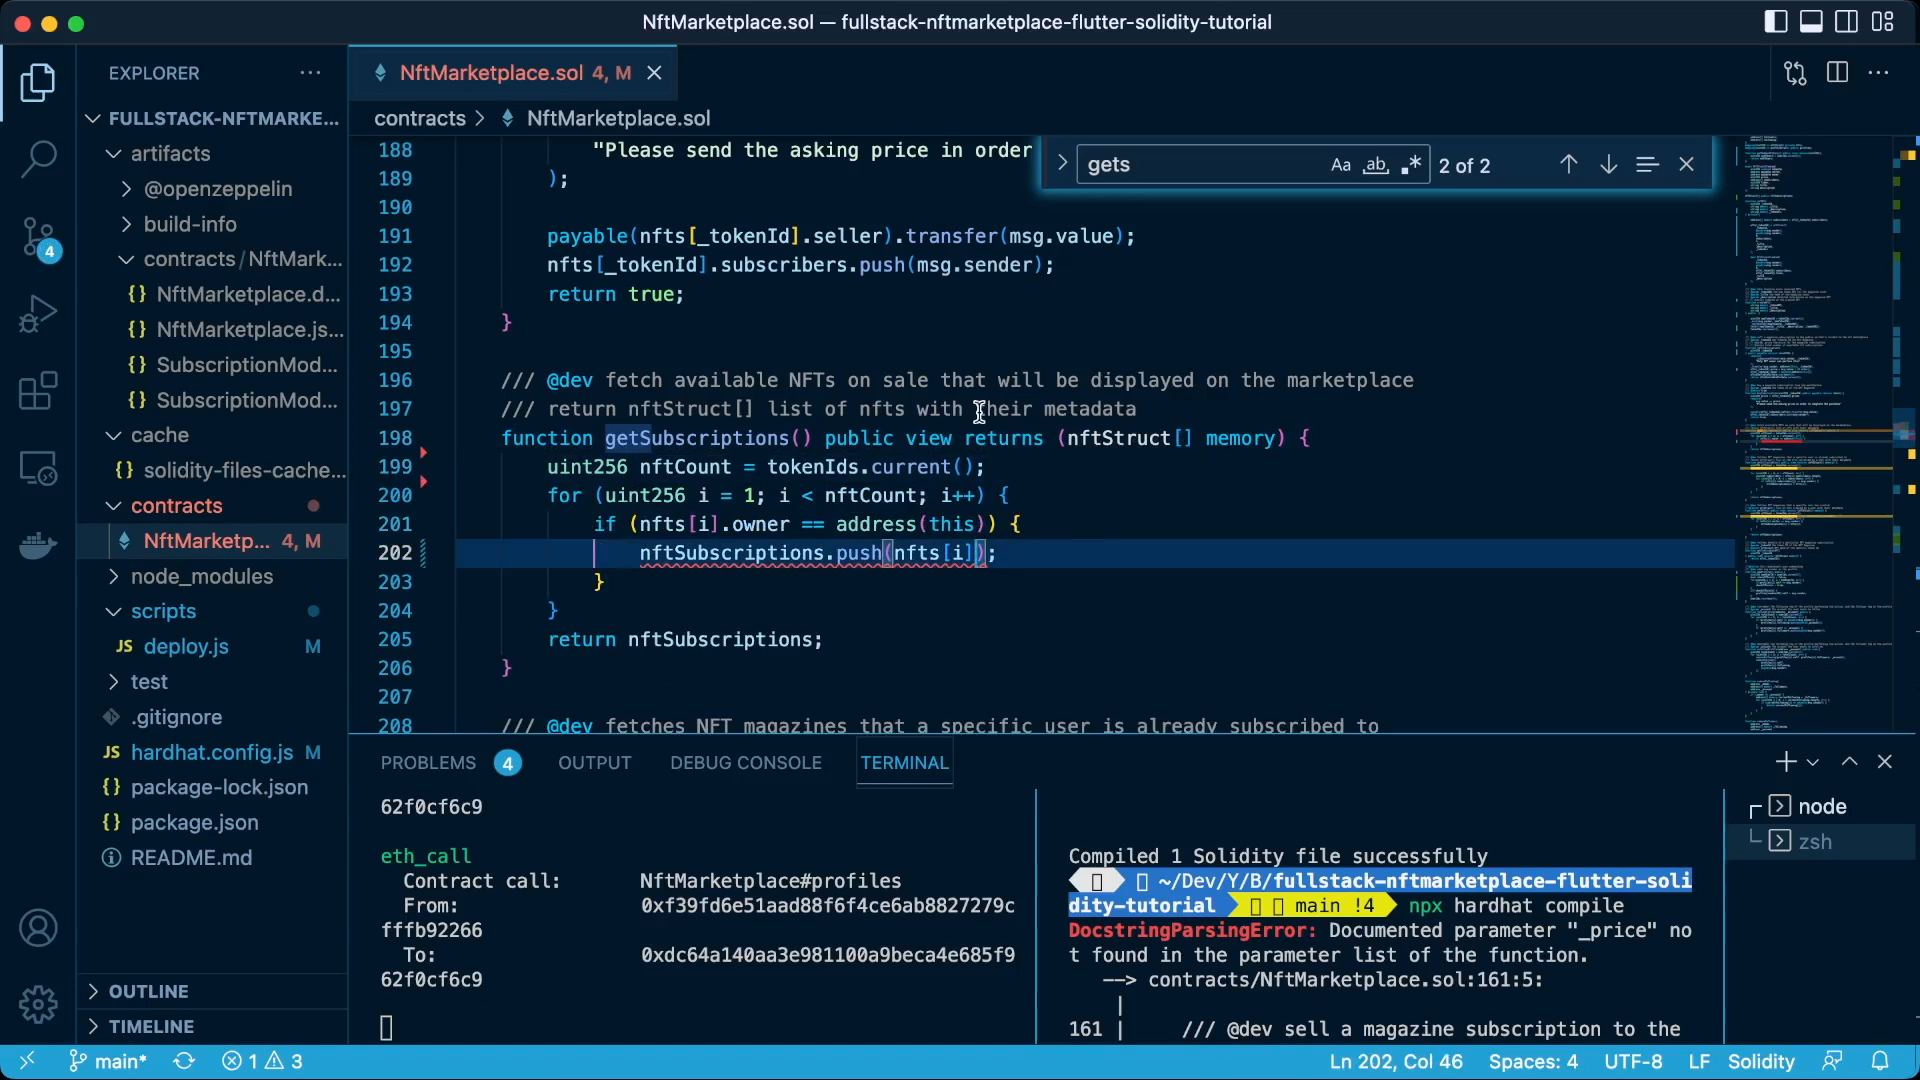 NftMarketplace.sol — fullstack-nftmarketplace-flutter-solidity-tutorial
EXPLORER
FULLSTACK-NFTMARKE...
artifacts
@openzeppelin
build-info
contracts/NftMark...
{} NftMarketplace.d...
{} NftMarketplace.js...
{} SubscriptionMod...
{} SubscriptionMod...
cache
{} solidity-files-cache...
contracts
NftMarketp... 4, M
node_modules
scripts
JS deploy.js M
test
.gitignore
JS hardhat.config.js M
{} package-lock.json
{} package.json
README.md
OUTLINE
TIMELINE
4
NftMarketplace.sol 4, M
contracts > NftMarketplace.sol
gets Aa ab .* 2 of 2
188 "Please send the asking price in order
189 );
190
191 payable(nfts[_tokenId].seller).transfer(msg.value);
192 nfts[_tokenId].subscribers.push(msg.sender);
193 return true;
194 }
195
196 /// @dev fetch available NFTs on sale that will be displayed on the marketplace
197 /// return nftStruct[] list of nfts with their metadata
198 function getSubscriptions() public view returns (nftStruct[] memory) {
199 uint256 nftCount = tokenIds.current();
200 for (uint256 i = 1; i < nftCount; i++) {
201 if (nfts[i].owner == address(this)) {
202 nftSubscriptions.push(nfts[i]);
203 }
204 }
205 return nftSubscriptions;
206 }
207
208 /// @dev fetches NFT magazines that a specific user is already subscribed to
PROBLEMS 4 OUTPUT DEBUG CONSOLE TERMINAL
62f0cf6c9
eth_call
Contract call: NftMarketplace#profiles
From: 0xf39fd6e51aad88f6f4ce6ab8827279c
fffb92266
To: 0xdc64a140aa3e981100a9beca4e685f9
62f0cf6c9
Compiled 1 Solidity file successfully
~/Dev/Y/B/fullstack-nftmarketplace-flutter-soli
dity-tutorial main !4 npx hardhat compile
DocstringParsingError: Documented parameter "_price" no
t found in the parameter list of the function.
--> contracts/NftMarketplace.sol:161:5:
|
161 | /// @dev sell a magazine subscription to the
node
zsh
main* 1 3
Ln 202, Col 46 Spaces: 4 UTF-8 LF Solidity